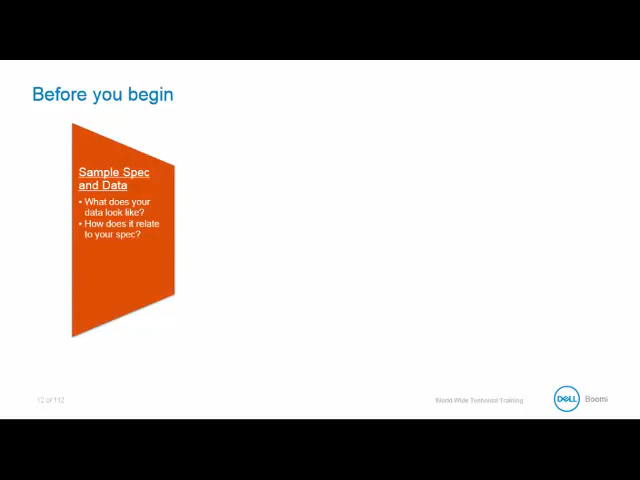 Before you begin
Sample Spec
and Data
• What does your
data look like?
• How does it relate
to your spec?
12 of 112
World Wide Technical Training
DELL
Boomi